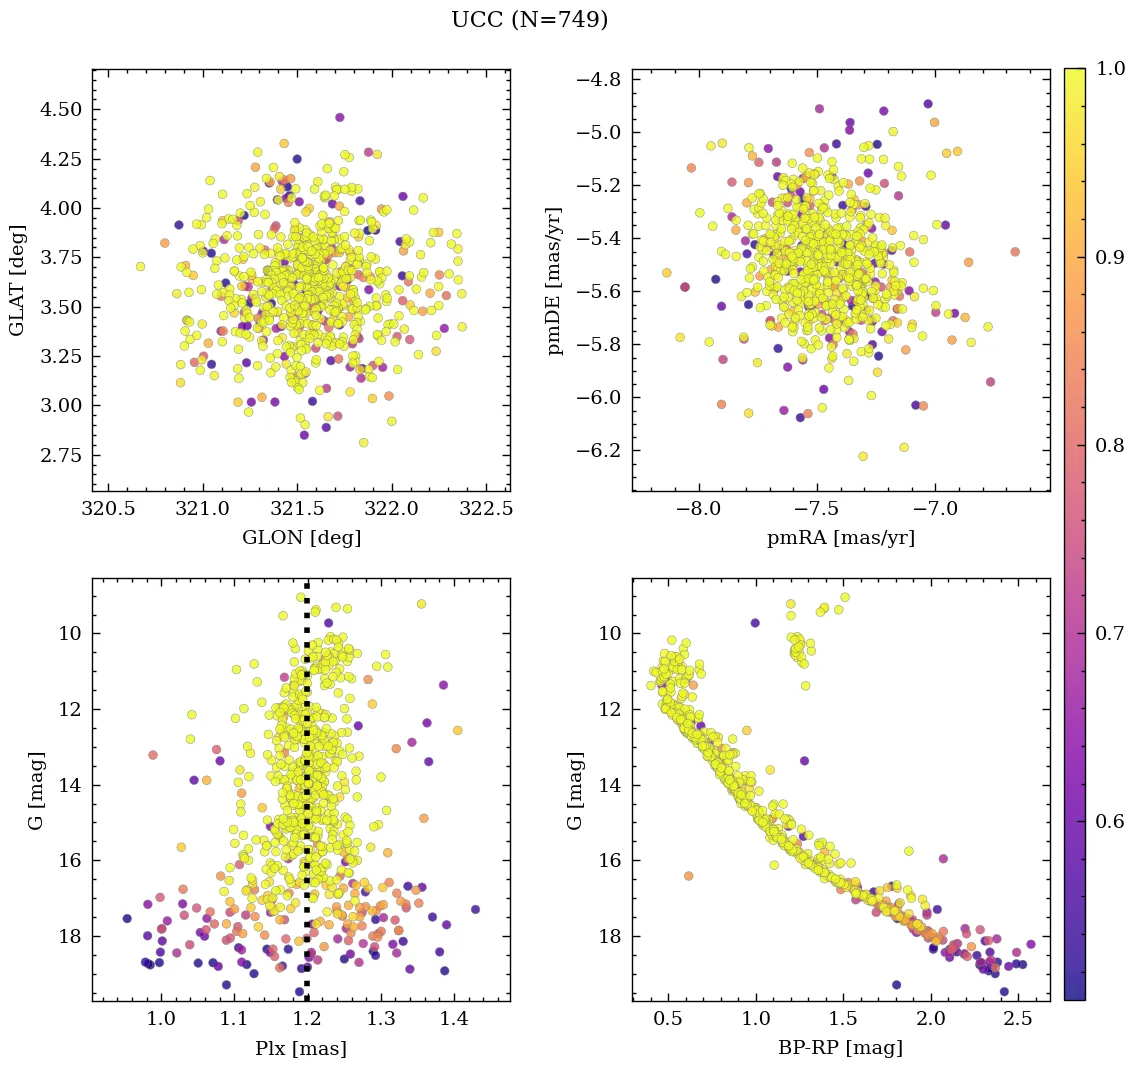 UCC (N=749)
4.50
4.25
4.00
3.75
3.50
3.25
3.00
2.75
GLAT [deg]
320.5 321.0 321.5 322.0 322.5
GLON [deg]
−4.8
−5.0
−5.2
−5.4
−5.6
−5.8
−6.0
−6.2
pmDE [mas/yr]
−8.0 −7.5 −7.0
pmRA [mas/yr]
1.0
0.9
0.8
0.7
0.6
10
12
14
16
18
G [mag]
1.0 1.1 1.2 1.3 1.4
Plx [mas]
10
12
14
16
18
G [mag]
0.5 1.0 1.5 2.0 2.5
BP-RP [mag]